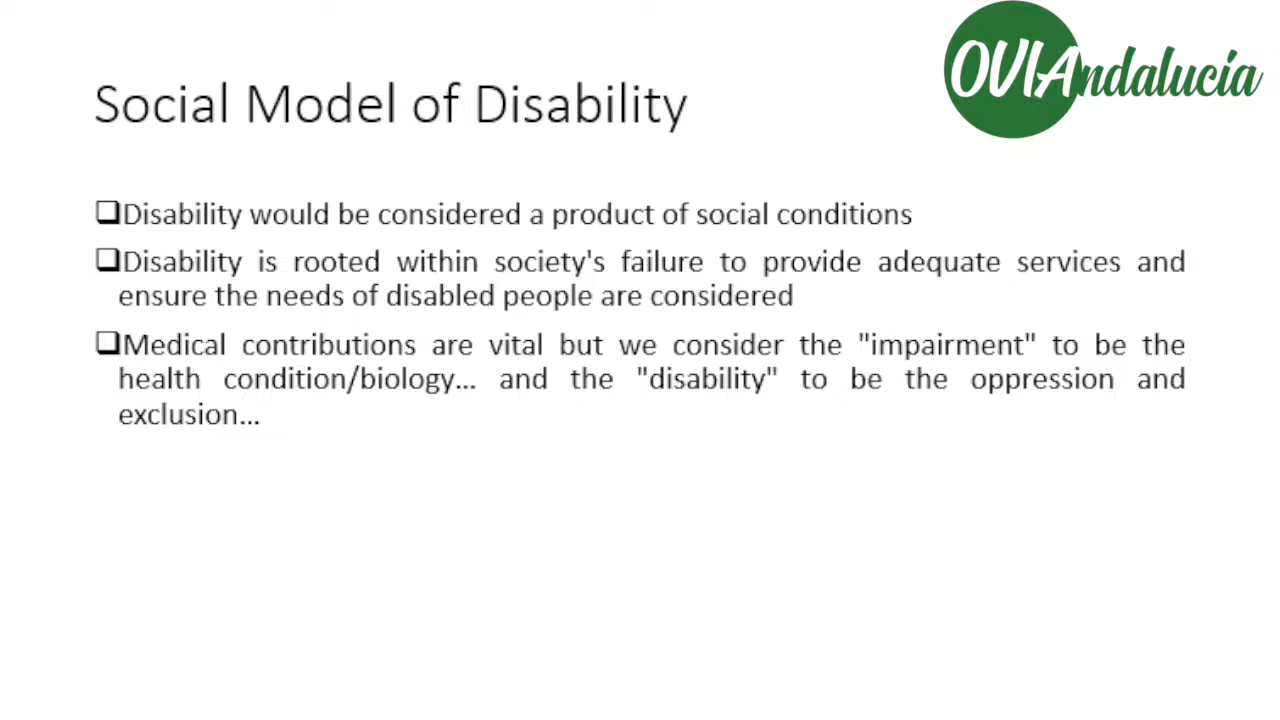 OVIAndalucía
Social Model of Disability
❑Disability would be considered a product of social conditions
❑Disability is rooted within society's failure to provide adequate services and
ensure the needs of disabled people are considered
❑Medical contributions are vital but we consider the "impairment" to be the
health condition/biology... and the "disability" to be the oppression and
exclusion...